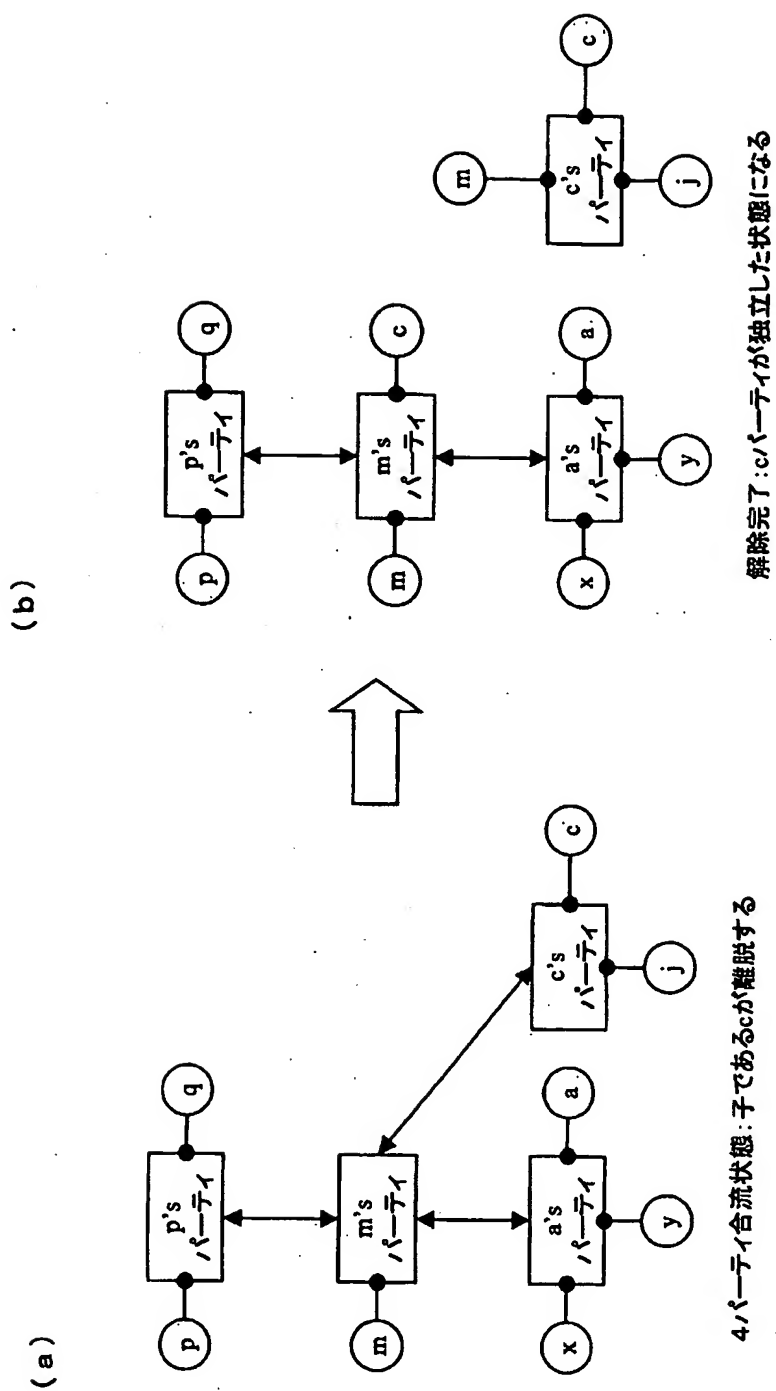 (a)
p
p's
パーティ
q
m
m's
パーティ
x
a's
パーティ
a
y
c's
パーティ
c
j
4パーティ合流状態:子であるcが離脱する
(b)
p
p's
パーティ
q
m
m's
パーティ
c
x
a's
パーティ
a
y
m
c's
パーティ
c
j
解除完了:cパーティが独立した状態になる